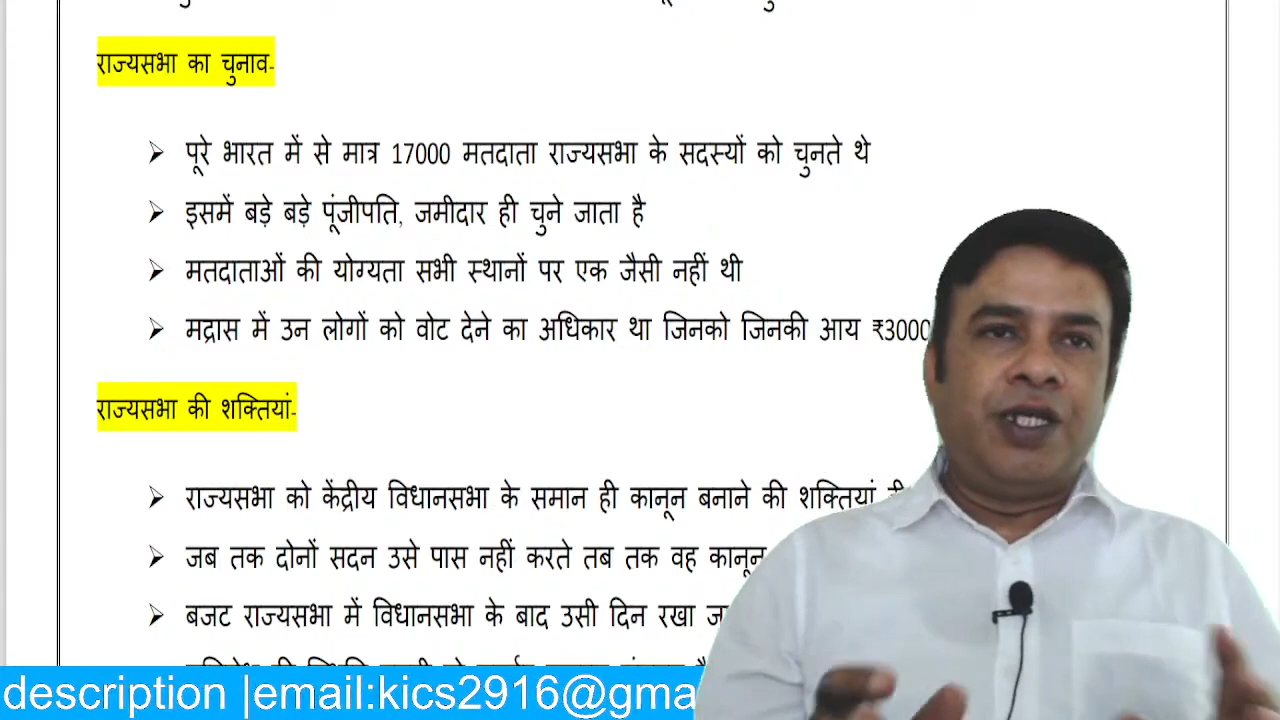 राज्यसभा का चुनाव-
➢ पूरे भारत में से मात्र 17000 मतदाता राज्यसभा के सदस्यों को चुनते थे
➢ इसमें बड़े बड़े पूंजीपति, जमीदार ही चुने जाता है
➢ मतदाताओं की योग्यता सभी स्थानों पर एक जैसी नहीं थी
➢ मद्रास में उन लोगों को वोट देने का अधिकार था जिनको जिनकी आय ₹3000
राज्यसभा की शक्तियां-
➢ राज्यसभा को केंद्रीय विधानसभा के समान ही कानून बनाने की शक्तियां
➢ जब तक दोनों सदन उसे पास नहीं करते तब तक वह कानून
➢ बजट राज्यसभा में विधानसभा के बाद उसी दिन रखा
description |email:kics2916@gma